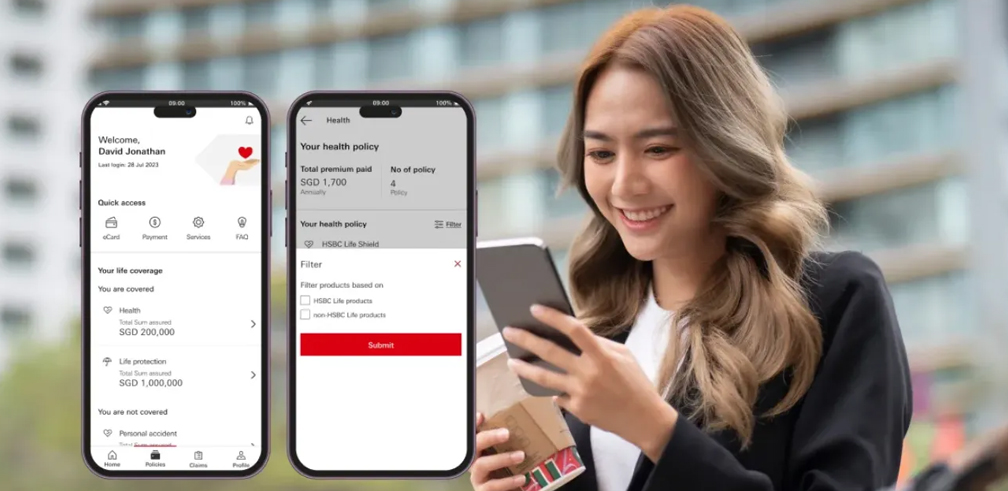 09:00
100%
Welcome,
David Jonathan
Last login: 28 Jul 2023
Quick access
eCard
Payment
Services
FAQ
Your life coverage
You are covered
Health
Total Sum assured
SGD 200,000
Life protection
Total Sum assured
SGD 1,000,000
You are not covered
Personal accident
Home
Policies
Claims
Profile
09:00
100%
Health
Your health policy
Total premium paid
SGD 1,700
Annually
No of policy
4
Policy
Your health policy
Filter
HSBC Life Shield
Filter
Filter products based on
HSBC Life products
non-HSBC Life products
Submit